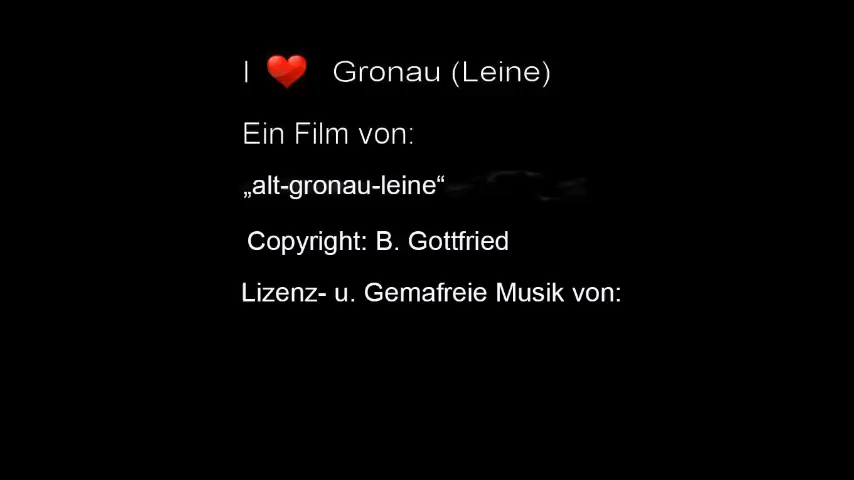 I ❤ Gronau (Leine)
Ein Film von:
„alt-gronau-leine“
Copyright: B. Gottfried
Lizenz- u. Gemafreie Musik von: